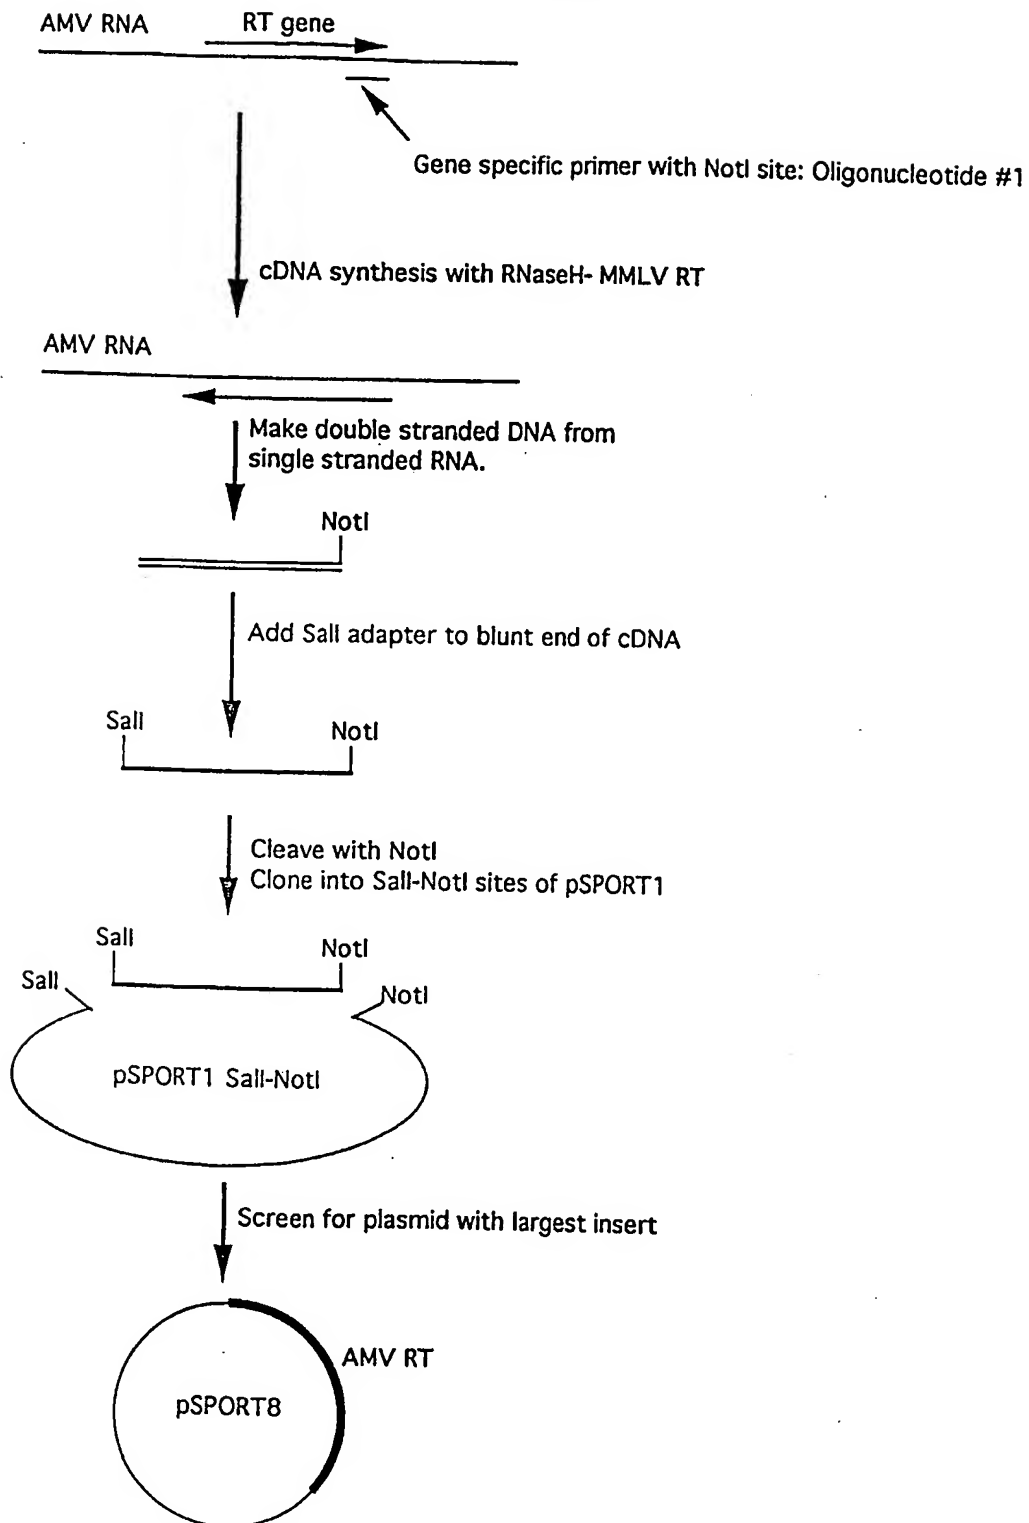 AMV RNA
RT gene
Gene specific primer with NotI site: Oligonucleotide #1
cDNA synthesis with RNaseH- MMLV RT
AMV RNA
Make double stranded DNA from
single stranded RNA.
NotI
Add SalI adapter to blunt end of cDNA
SalI
NotI
Cleave with NotI
Clone into SalI-NotI sites of pSPORT1
SalI
NotI
SalI
NotI
pSPORT1 SalI-NotI
Screen for plasmid with largest insert
AMV RT
pSPORT8